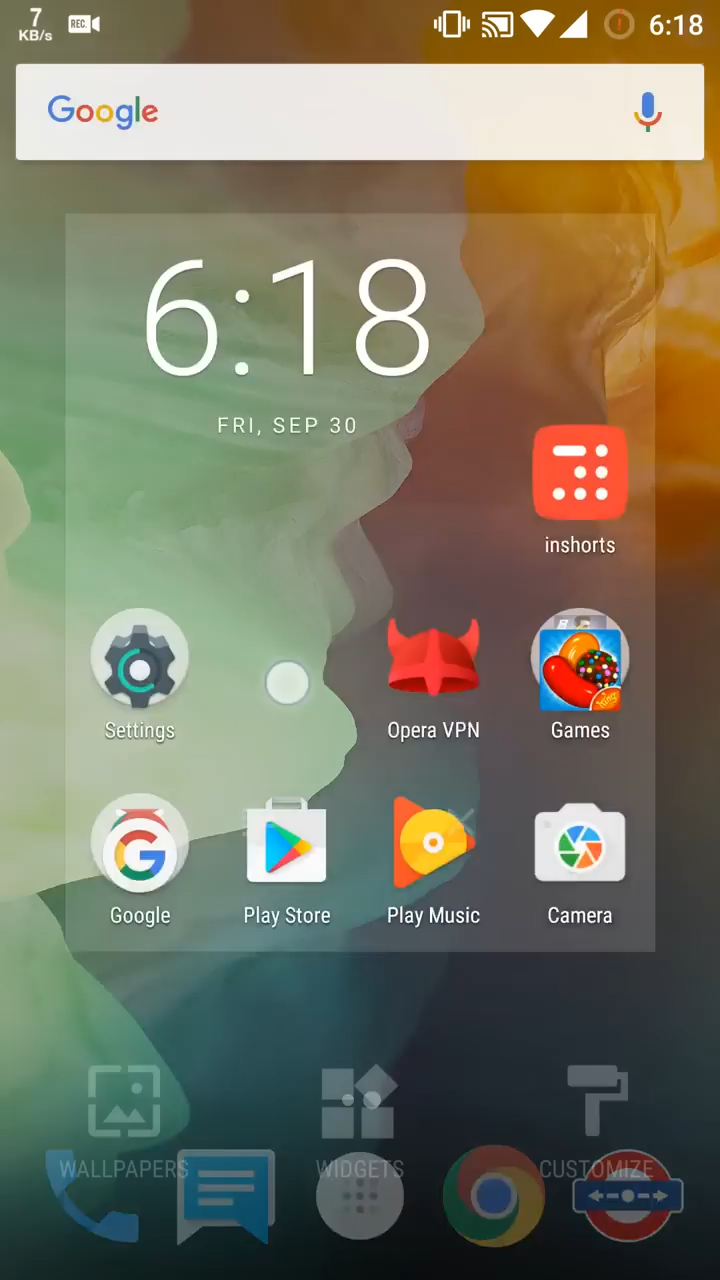 7
KB/s
REC.
6:18
Google
6:18
FRI, SEP 30
inshorts
Settings
Opera VPN
Games
King
Google
Play Store
Play Music
Camera
WALLPAPERS
WIDGETS
CUSTOMIZE